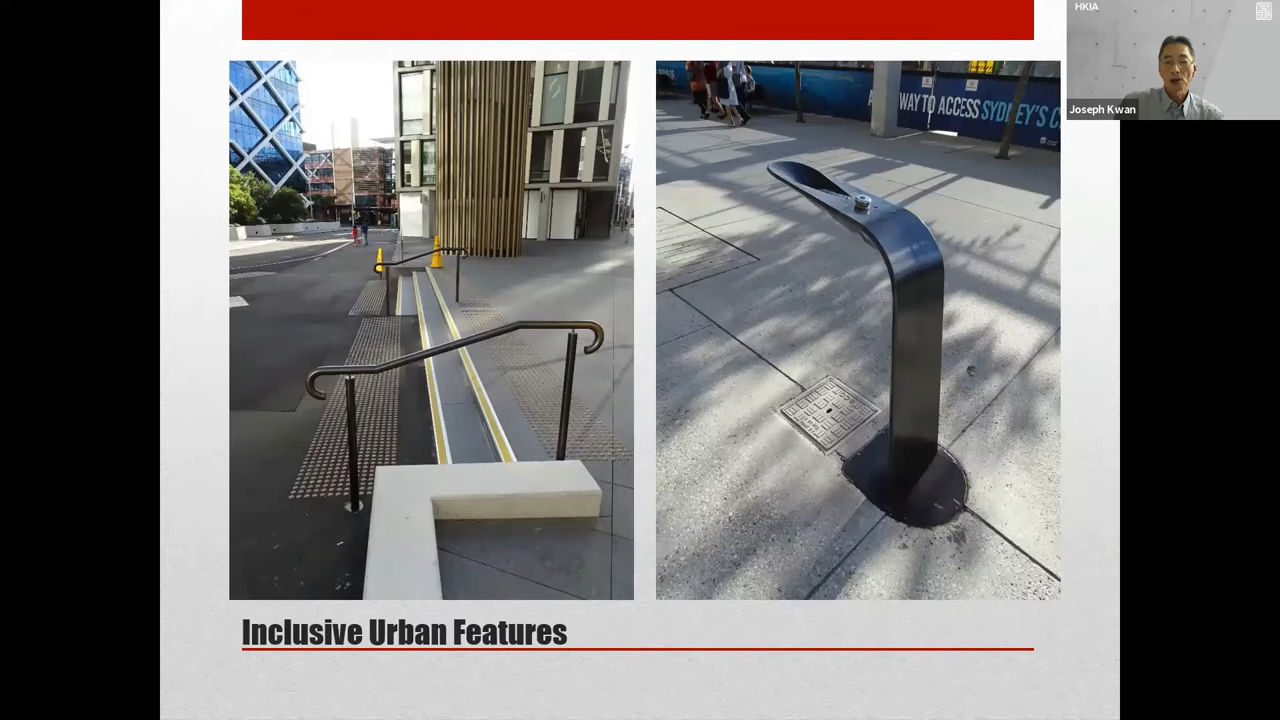 HKIA
Joseph Kwan
WAY TO ACCESS SYDNEY'S C
Inclusive Urban Features